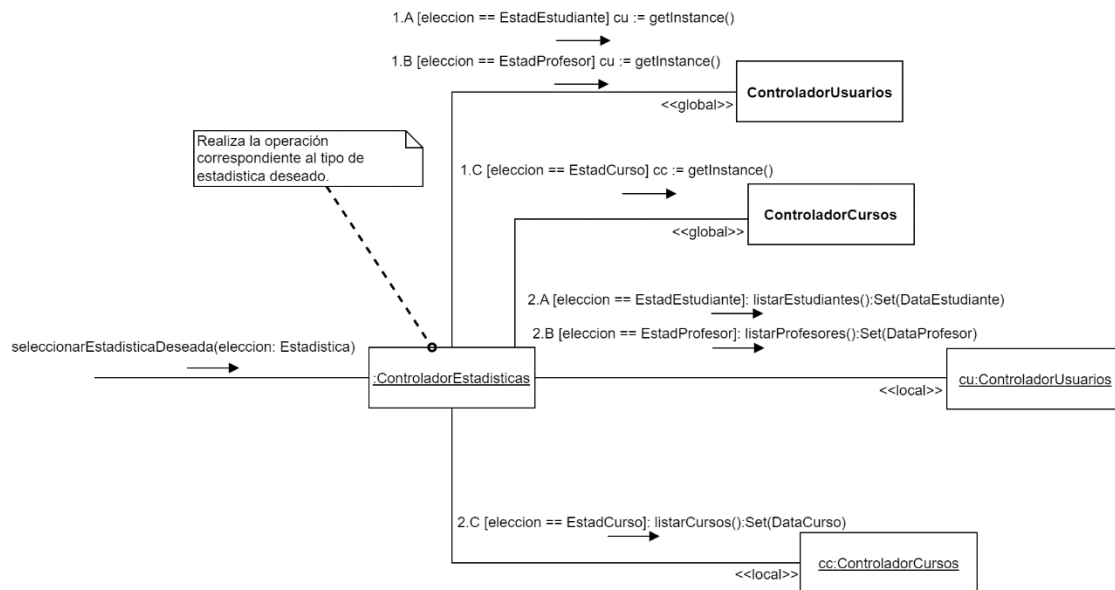 1.A [eleccion == EstadEstudiante] cu := getInstance()
1.B [eleccion == EstadProfesor] cu := getInstance()
ControladorUsuarios
<<global>>
Realiza la operación
correspondiente al tipo de
estadistica deseado.
1.C [eleccion == EstadCurso] cc := getInstance()
ControladorCursos
<<global>>
2.A [eleccion == EstadEstudiante]: listarEstudiantes():Set(DataEstudiante)
2.B [eleccion == EstadProfesor]: listarProfesores():Set(DataProfesor)
seleccionarEstadisticaDeseada(eleccion: Estadistica)
:ControladorEstadisticas
cu:ControladorUsuarios
<<local>>
2.C [eleccion == EstadCurso]: listarCursos():Set(DataCurso)
cc:ControladorCursos
<<local>>